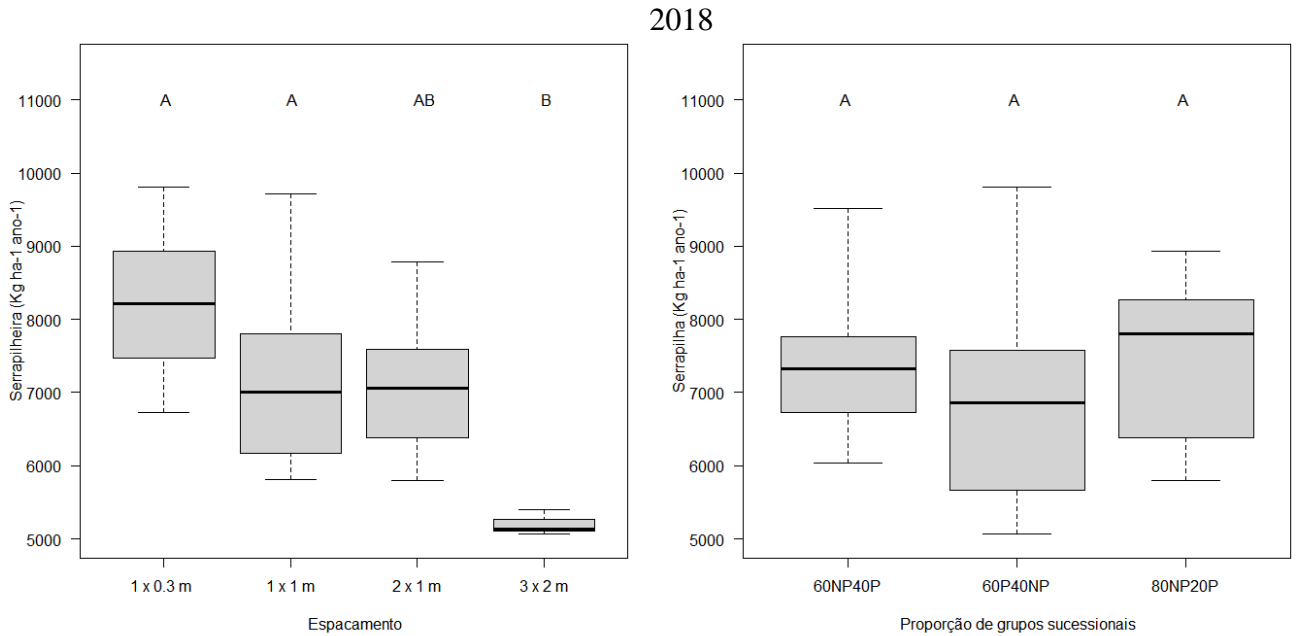 2018
Serrapilheira (Kg ha-1 ano-1)
11000
10000
9000
8000
7000
6000
5000
A A AB B
1 x 0.3 m 1 x 1 m 2 x 1 m 3 x 2 m
Espacamento
Serrapilha (Kg ha-1 ano-1)
11000
10000
9000
8000
7000
6000
5000
A A A
60NP40P 60P40NP 80NP20P
Proporção de grupos sucessionais